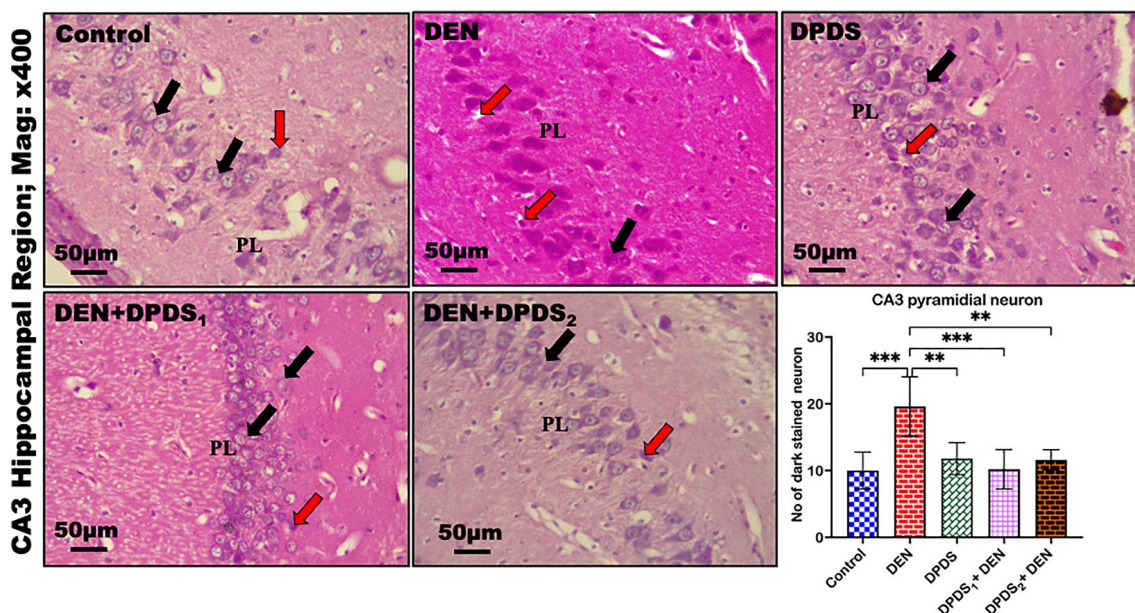 CA3 Hippocampal Region; Mag: x400
Control
PL
50µm
DEN
PL
50µm
DPDS
PL
50µm
DEN+DPDS1
PL
50µm
DEN+DPDS2
PL
50µm
CA3 pyramidial neuron
**
***
*** **
No of dark stained neuron
30
20
10
0
Control
DEN
DPDS
DPDS1+ DEN
DPDS2+ DEN